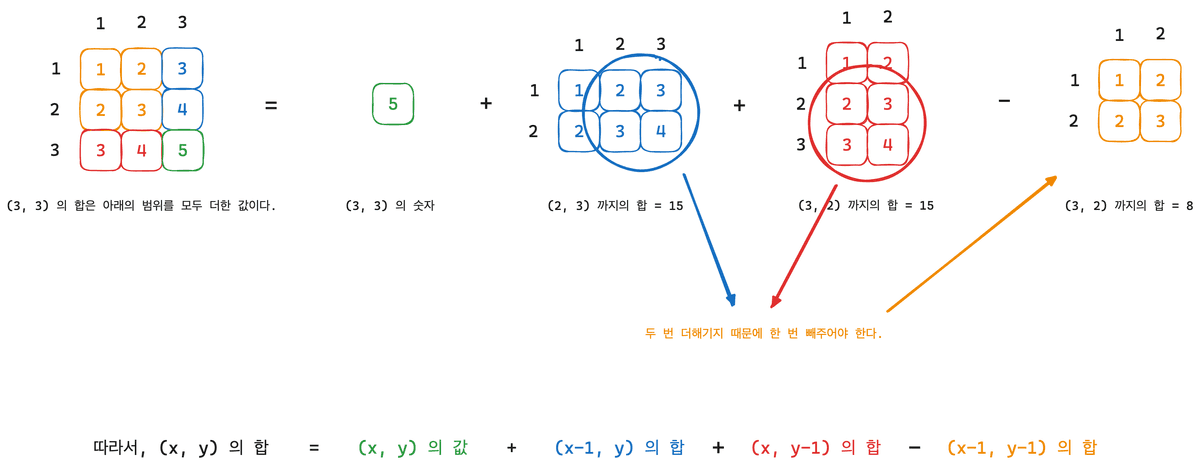 1 2 3
1 1 2 3
2 2 3 4
3 3 4 5
=
5
+
1 2 3
1 1 2 3
2 2 3 4
+
1 2
1 1 2
2 2 3
3 3 4
−
1 2
1 1 2
2 2 3
(3, 3) 의 합은 아래의 범위를 모두 더한 값이다.
(3, 3) 의 숫자
(2, 3) 까지의 합 = 15
(3, 2) 까지의 합 = 15
(3, 2) 까지의 합 = 8
두 번 더해기지 때문에 한 번 빼주어야 한다.
따라서, (x, y) 의 합 = (x, y) 의 값 + (x-1, y) 의 합 + (x, y-1) 의 합 − (x-1, y-1) 의 합